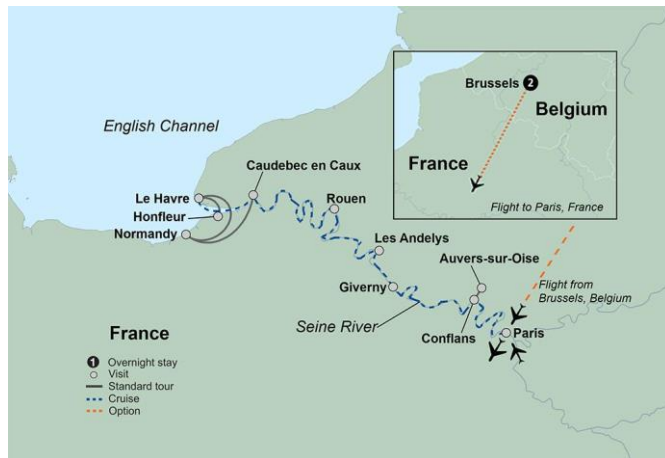 English Channel
Caudebec en Caux
Le Havre
Honfleur
Normandy
Rouen
Les Andelys
Giverny
Auvers-sur-Oise
Seine River
Conflans
Paris
Flight from
Brussels, Belgium
Brussels 2
Belgium
France
Flight to Paris, France
France
1 Overnight stay
Visit
Standard tour
Cruise
Option